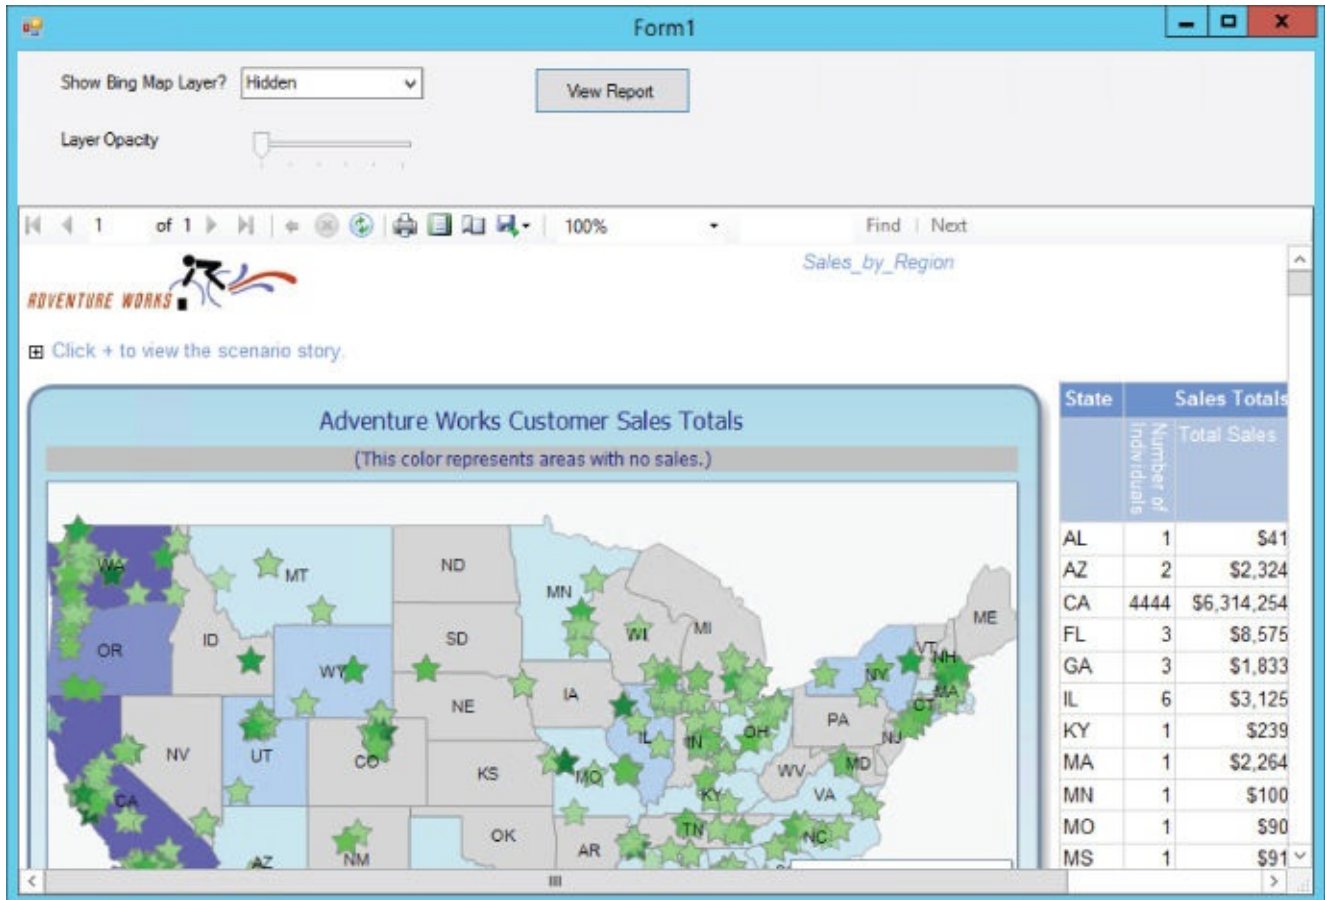 Form1
Show Bing Map Layer? Hidden View Report
Layer Opacity
1 of 1 100% Find | Next
ADVENTURE WORKS
Sales_by_Region
Click + to view the scenario story.
Adventure Works Customer Sales Totals
(This color represents areas with no sales.)
WA
MT
ND
MN
ME
OR
ID
SD
WI
MI
VT
NH
WY
NY
MA
NE
IA
CT
PA
NV
UT
CO
IL
IN
OH
NJ
KS
MO
WV
MD
CA
KY
VA
OK
TN
NC
AZ
NM
AR
State Sales Totals
Number of Individuals Total Sales
AL 1 $41
AZ 2 $2,324
CA 4444 $6,314,254
FL 3 $8,575
GA 3 $1,833
IL 6 $3,125
KY 1 $239
MA 1 $2,264
MN 1 $100
MO 1 $90
MS 1 $91